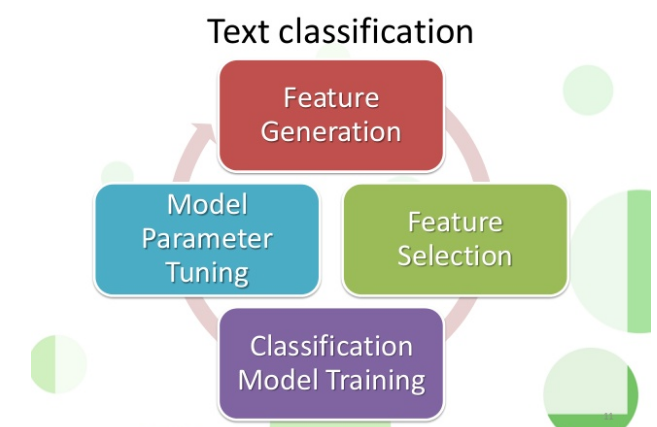 Text classification
Feature
Generation
Model
Parameter
Tuning
Feature
Selection
Classification
Model Training